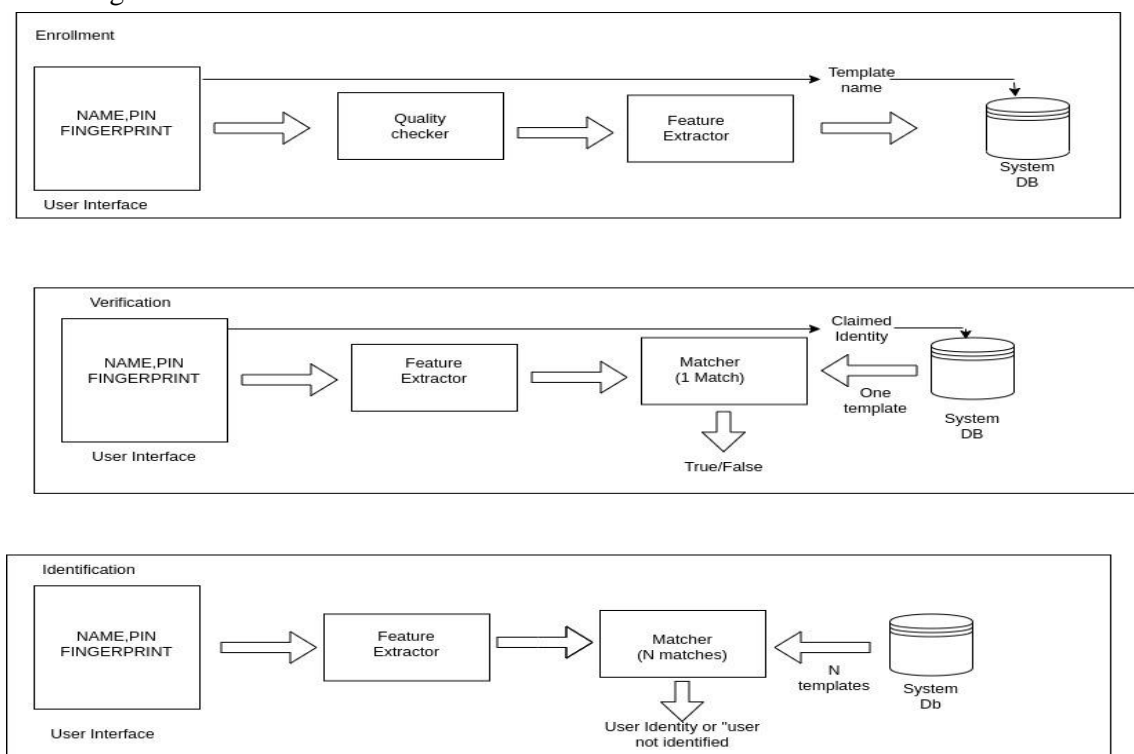 Enrollment
NAME,PIN
FINGERPRINT
User Interface
Quality
checker
Feature
Extractor
Template
name
System
DB
Verification
NAME,PIN
FINGERPRINT
User Interface
Feature
Extractor
Matcher
(1 Match)
True/False
Claimed
Identity
One
template
System
DB
Identification
NAME,PIN
FINGERPRINT
User Interface
Feature
Extractor
Matcher
(N matches)
User Identity or "user
not identified
N
templates
System
Db